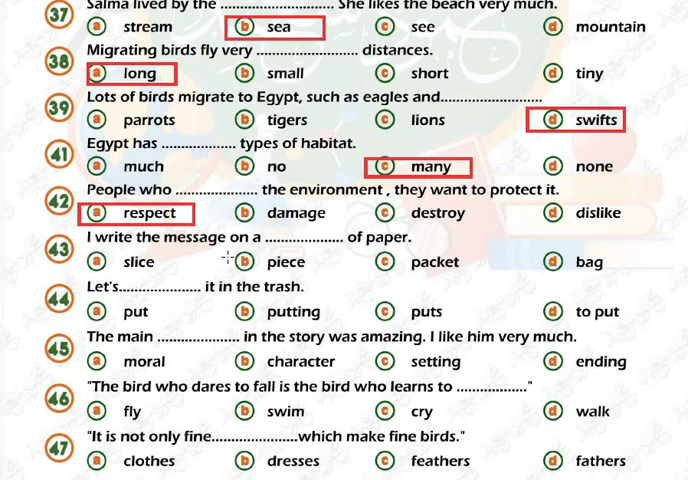 37 Salma lived by the ............................. She likes the beach very much.
a stream b sea c see d mountain
38 Migrating birds fly very .......................... distances.
a long b small c short d tiny
39 Lots of birds migrate to Egypt, such as eagles and..........................
a parrots b tigers c lions d swifts
41 Egypt has ................... types of habitat.
a much b no c many d none
42 People who ..................... the environment , they want to protect it.
a respect b damage c destroy d dislike
43 I write the message on a .................... of paper.
a slice b piece c packet d bag
44 Let's..................... it in the trash.
a put b putting c puts d to put
45 The main ..................... in the story was amazing. I like him very much.
a moral b character c setting d ending
46 "The bird who dares to fall is the bird who learns to .................."
a fly b swim c cry d walk
47 "It is not only fine......................which make fine birds."
a clothes b dresses c feathers d fathers